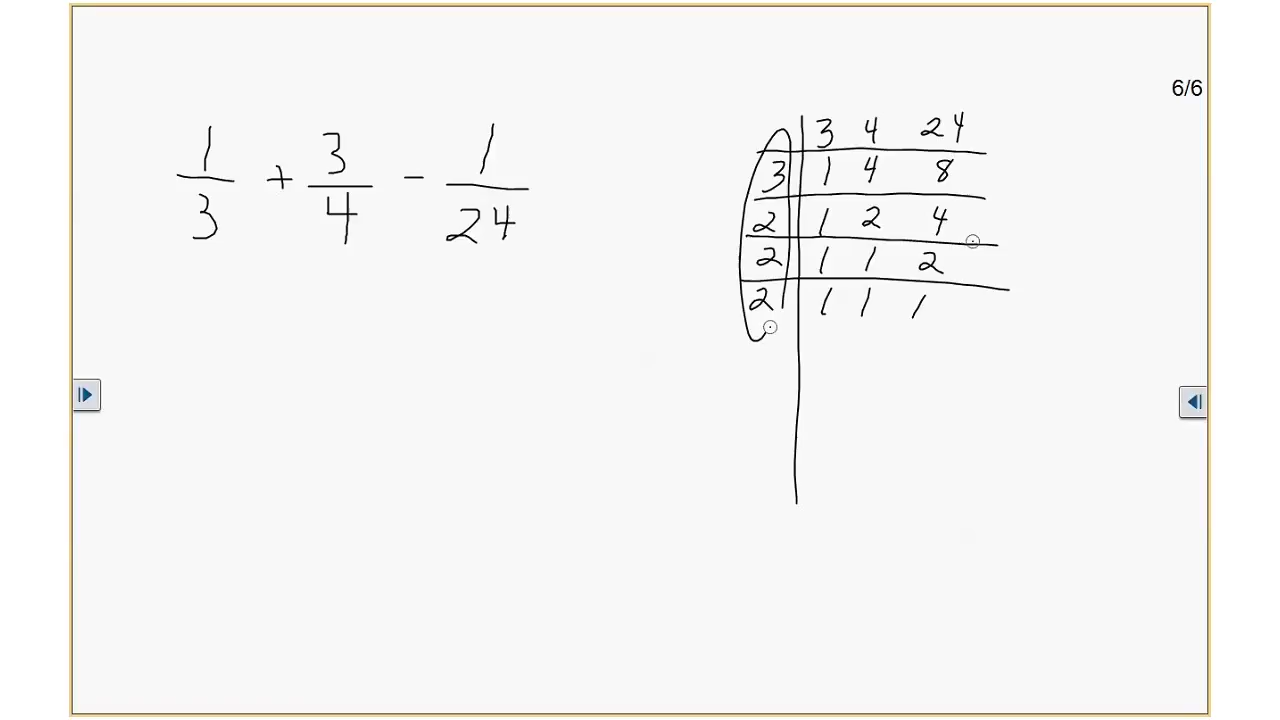 6/6
1/3 + 3/4 - 1/24
3 4 24
3 1 4 8
2 1 2 4
2 1 1 2
2 1 1 1